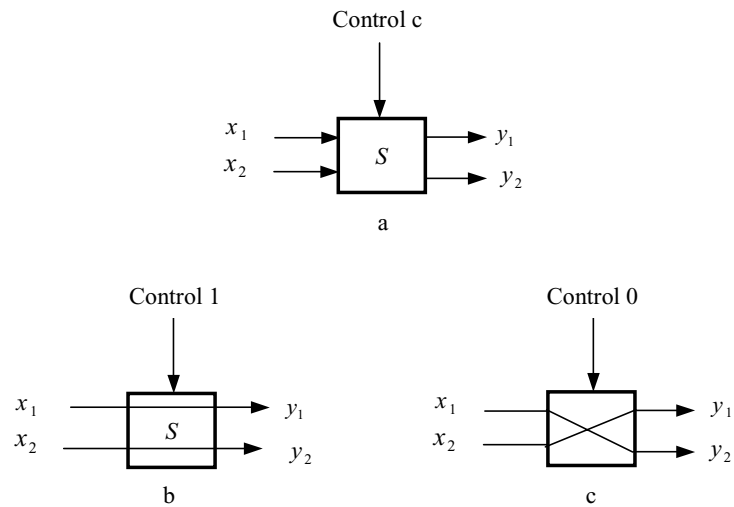 Control c
x1 y1
S
x2 y2
a
Control 1 Control 0
x1 y1 x1 y1
S
x2 y2 x2 y2
b c